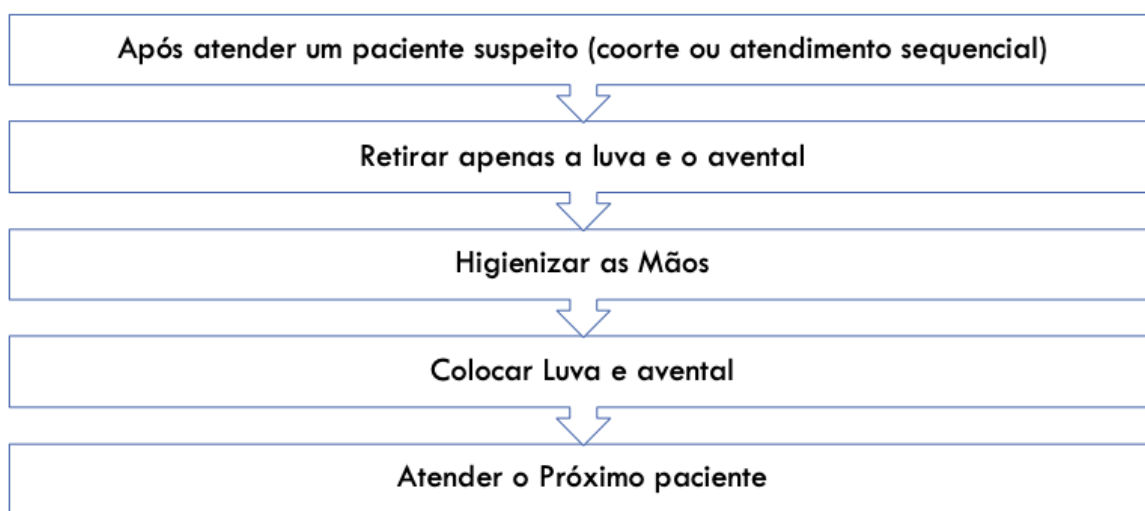 Após atender um paciente suspeito (coorte ou atendimento sequencial)
Retirar apenas a luva e o avental
Higienizar as Mãos
Colocar Luva e avental
Atender o Próximo paciente